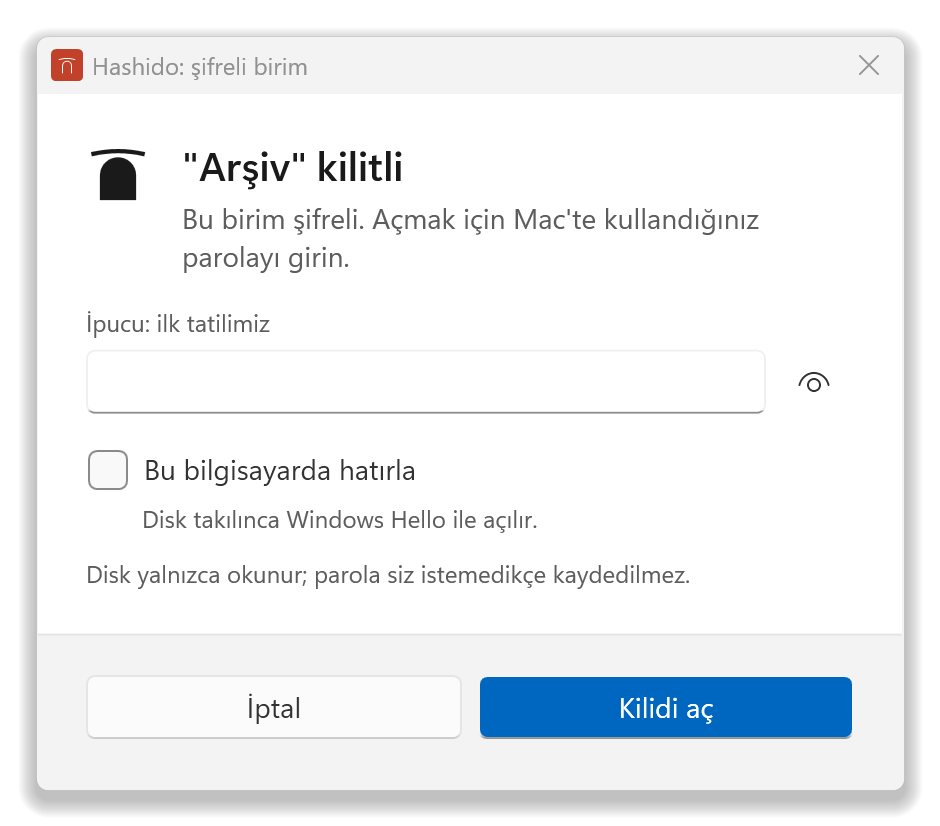 Hashido: şifreli birim
"Arşiv" kilitli
Bu birim şifreli. Açmak için Mac'te kullandığınız
parolayı girin.
İpucu: ilk tatilimiz
Bu bilgisayarda hatırla
Disk takılınca Windows Hello ile açılır.
Disk yalnızca okunur; parola siz istemedikçe kaydedilmez.
İptal
Kilidi aç